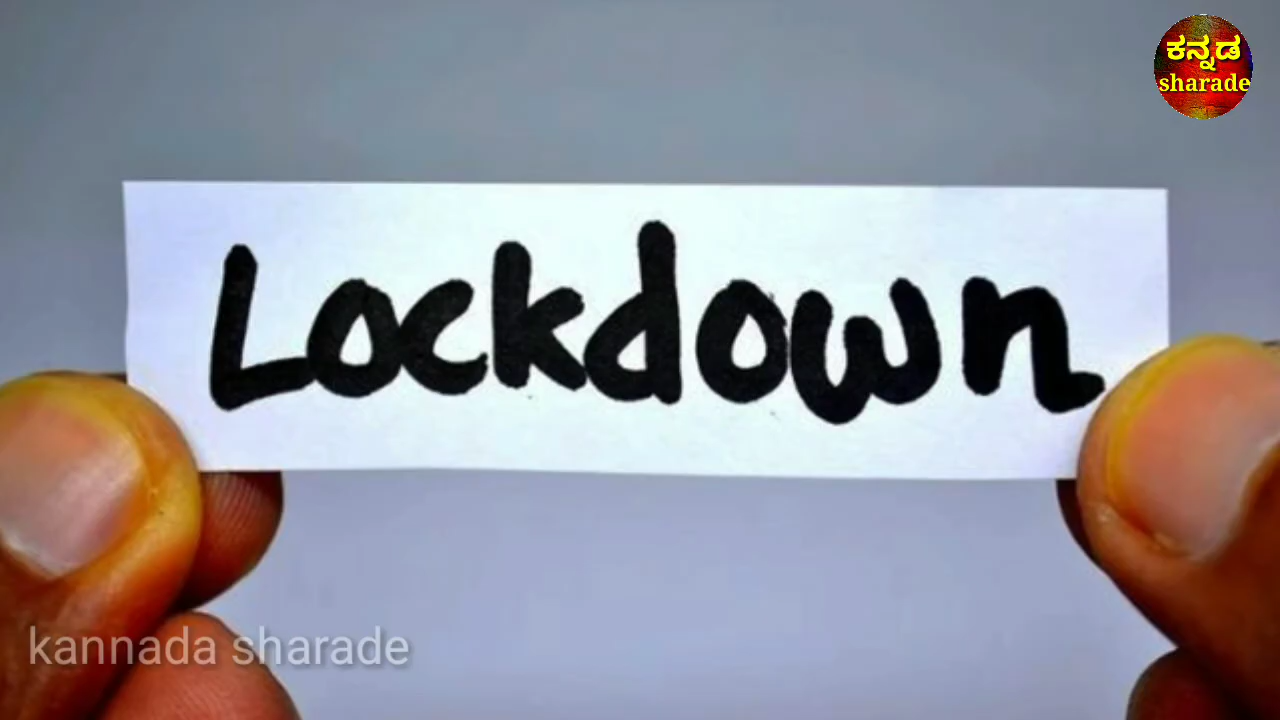 ಕನ್ನಡ
sharade
Lockdown
kannada sharade